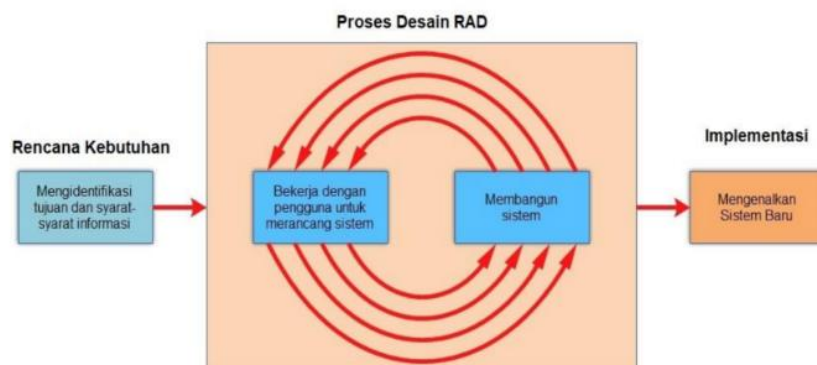 Proses Desain RAD
Rencana Kebutuhan
Mengidentifikasi
tujuan dan syarat-
syarat informasi
Bekerja dengan
pengguna untuk
merancang sistem
Membangun
sistem
Implementasi
Mengenalkan
Sistem Baru